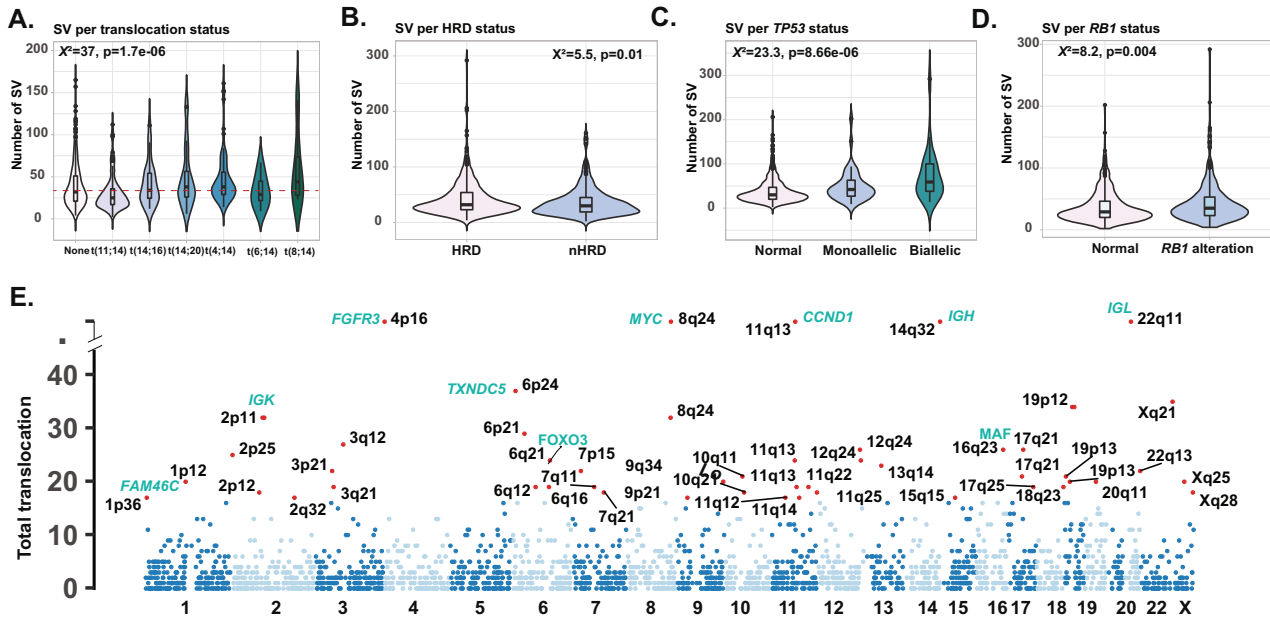 A.
SV per translocation status
X²=37, p=1.7e-06
Number of SV
200
150
100
50
0
None t(11;14) t(14;16) t(14;20) t(4;14) t(6;14) t(8;14)
B.
SV per HRD status
X²=5.5, p=0.01
Number of SV
300
200
100
0
HRD nHRD
C.
SV per TP53 status
X²=23.3, p=8.66e-06
Number of SV
300
200
100
0
Normal Monoallelic Biallelic
D.
SV per RB1 status
X²=8.2, p=0.004
Number of SV
300
200
100
0
Normal RB1 alteration
E.
Total translocation
40
30
20
10
0
FGFR3 4p16
MYC 8q24
11q13 CCND1
14q32 IGH
IGL 22q11
TXNDC5 6p24
IGK
2p11
8q24
19p12
Xq21
6p21
FOXO3
MAF
2p25
3q12
6q21
7p15
9q34
10q11
11q13
12q24
12q24
16q23
17q21
19p13
FAM46C
1p12
1p36
2p12
2q32
3p21
3q21
6q12
7q11
6q16
7q21
9p21
10q21
11q12
11q13
11q14
11q22
11q25
13q14
15q15
17q21
17q25
18q23
19p13
20q11
22q13
Xq25
Xq28
1 2 3 4 5 6 7 8 9 10 11 12 13 14 15 16 17 18 19 20 22 X